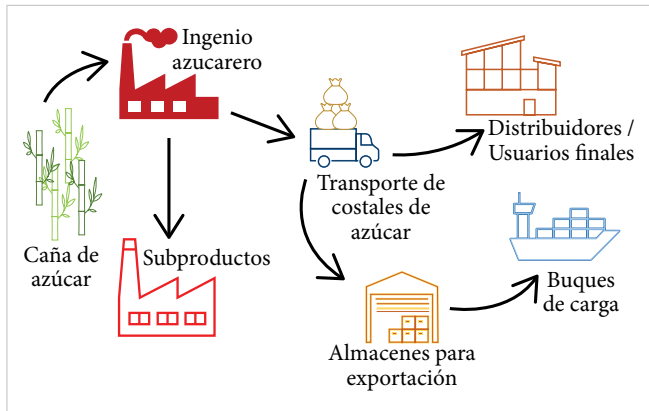 Ingenio
azucarero
Caña de
azúcar
Subproductos
Transporte de
costales de
azúcar
Distribuidores /
Usuarios finales
Almacenes para
exportación
Buques
de carga